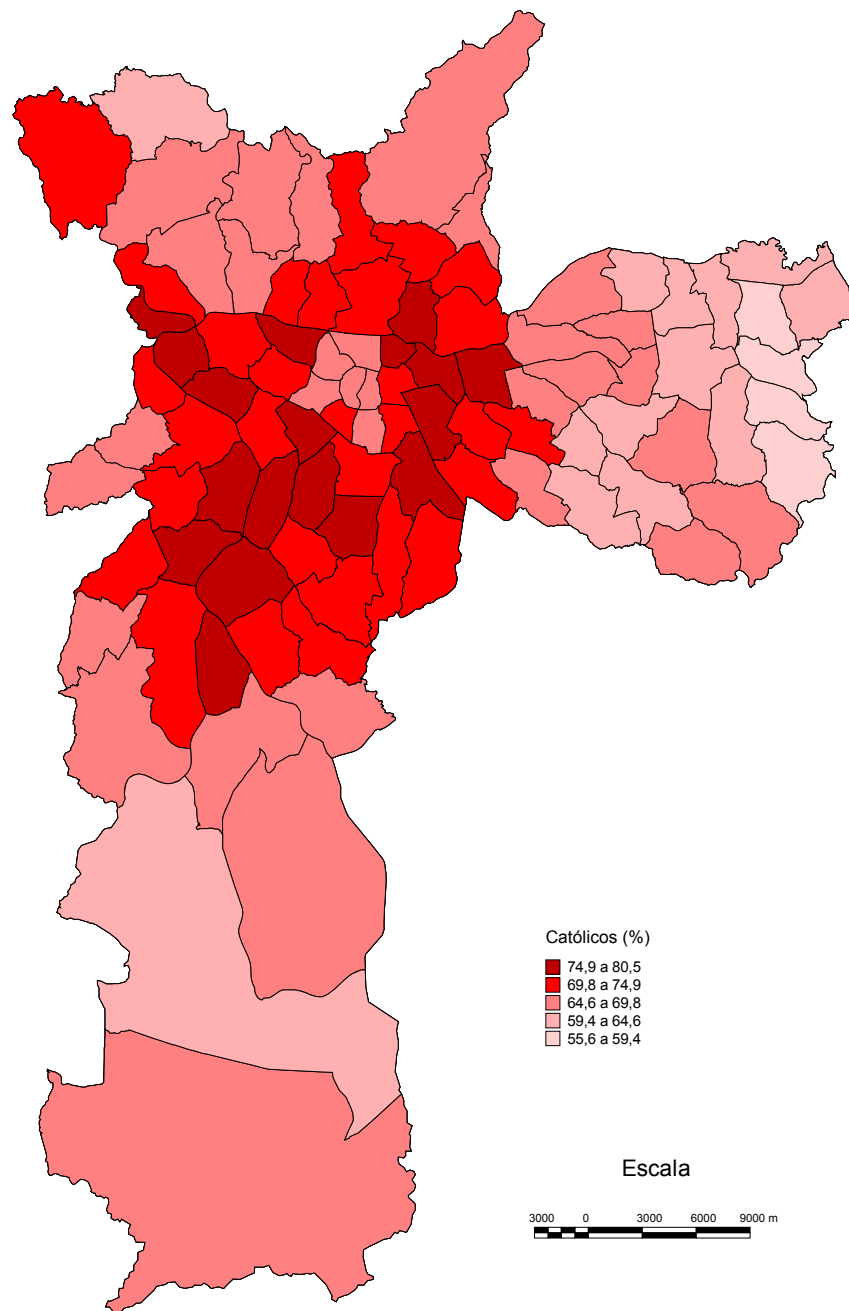 Católicos (%)
74,9 a 80,5
69,8 a 74,9
64,6 a 69,8
59,4 a 64,6
55,6 a 59,4
Escala
3000 0 3000 6000 9000 m